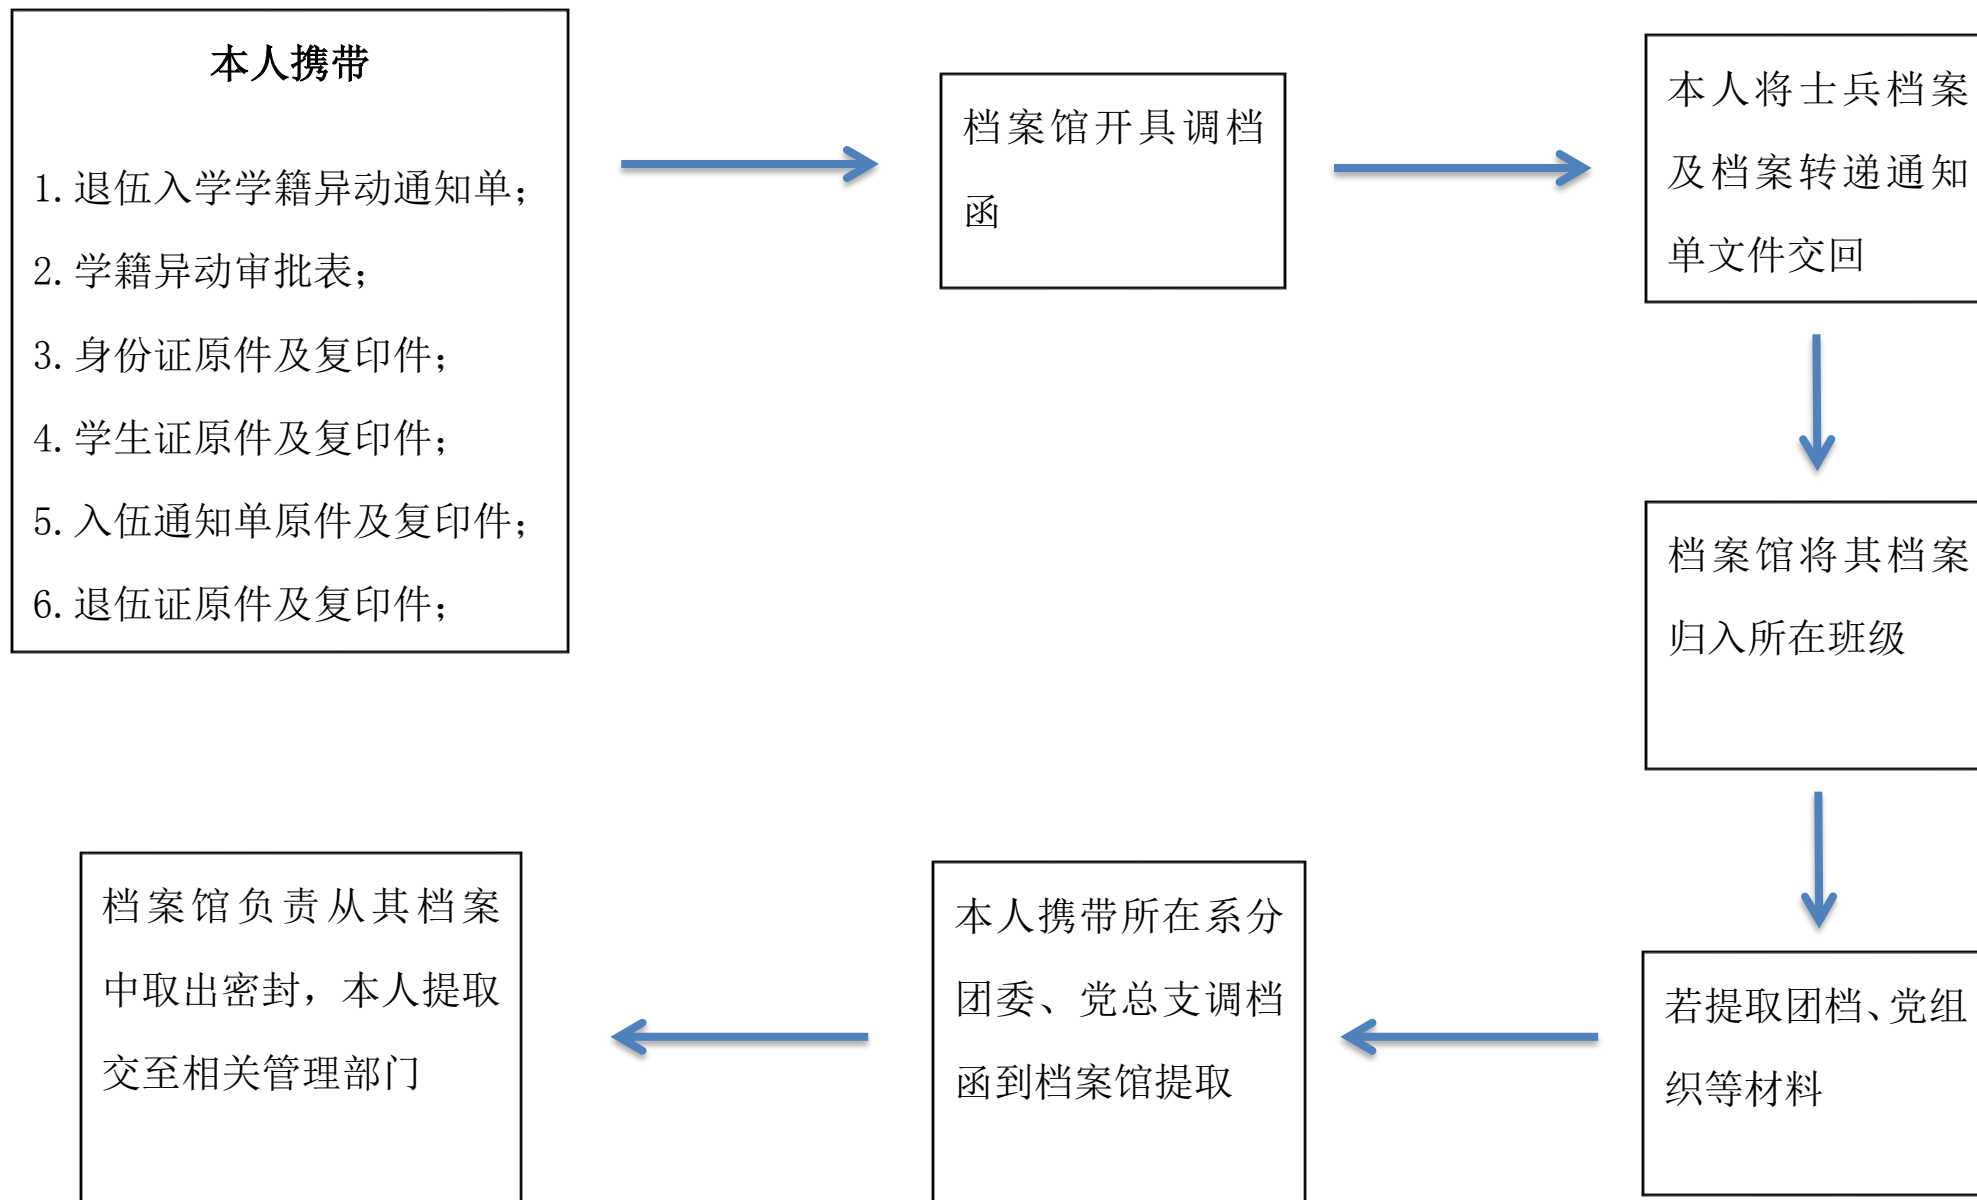 本人携带
1.退伍入学学籍异动通知单；
2.学籍异动审批表；
3.身份证原件及复印件；
4.学生证原件及复印件；
5.入伍通知单原件及复印件；
6.退伍证原件及复印件；
档案馆开具调档
函
本人将士兵档案
及档案转递通知
单文件交回
档案馆将其档案
归入所在班级
若提取团档、党组
织等材料
本人携带所在系分
团委、党总支调档
函到档案馆提取
档案馆负责从其档案
中取出密封，本人提取
交至相关管理部门